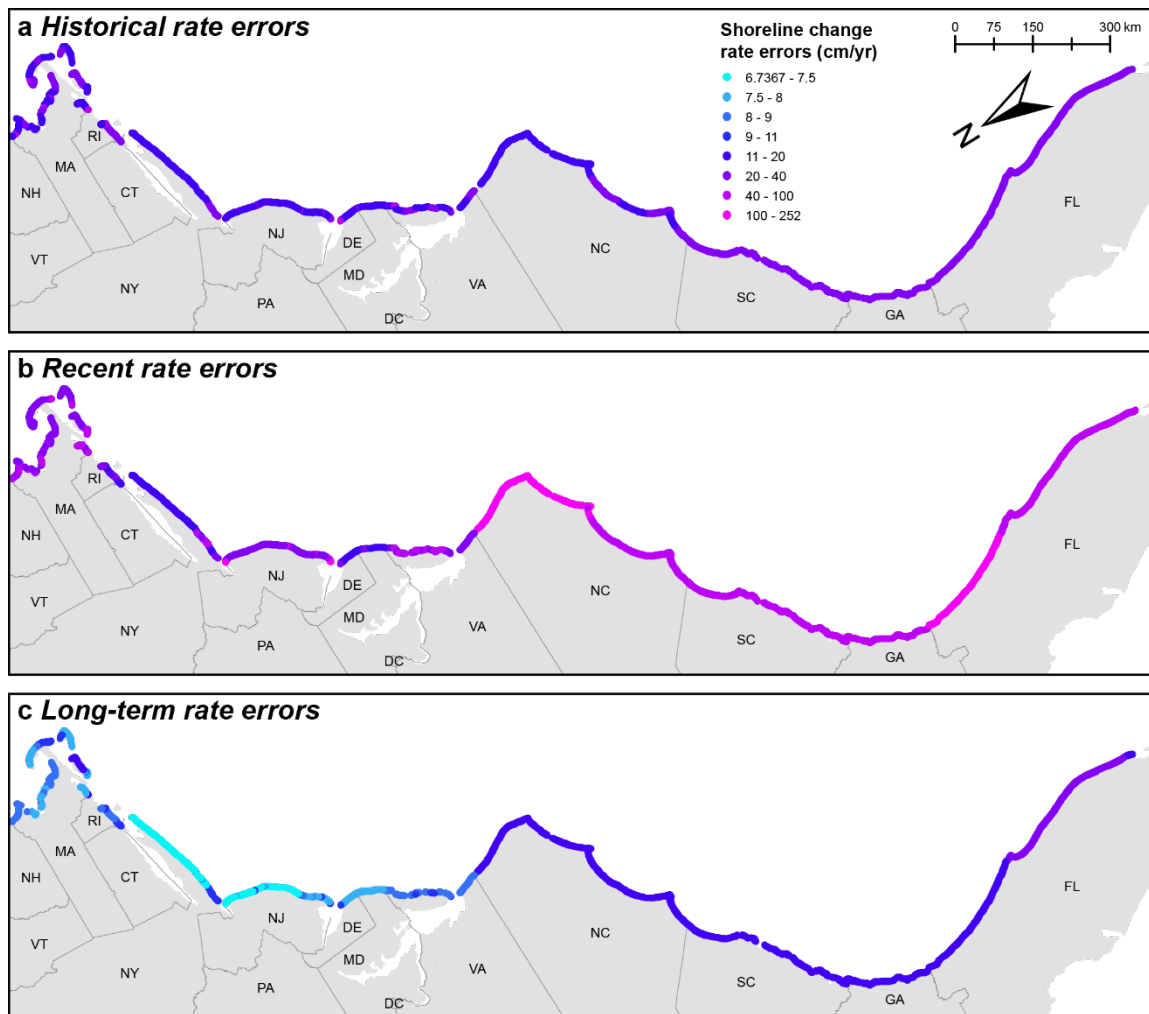 a Historical rate errors
Shoreline change
rate errors (cm/yr)
6.7367 - 7.5
7.5 - 8
8 - 9
9 - 11
11 - 20
20 - 40
40 - 100
100 - 252
0 75 150 300 km
N
RI
MA
CT
NH
VT
NY
NJ
PA
DE
MD
DC
VA
NC
SC
GA
FL
b Recent rate errors
RI
MA
CT
NH
VT
NY
NJ
PA
DE
MD
DC
VA
NC
SC
GA
FL
c Long-term rate errors
RI
MA
CT
NH
VT
NY
NJ
PA
DE
MD
DC
VA
NC
SC
GA
FL